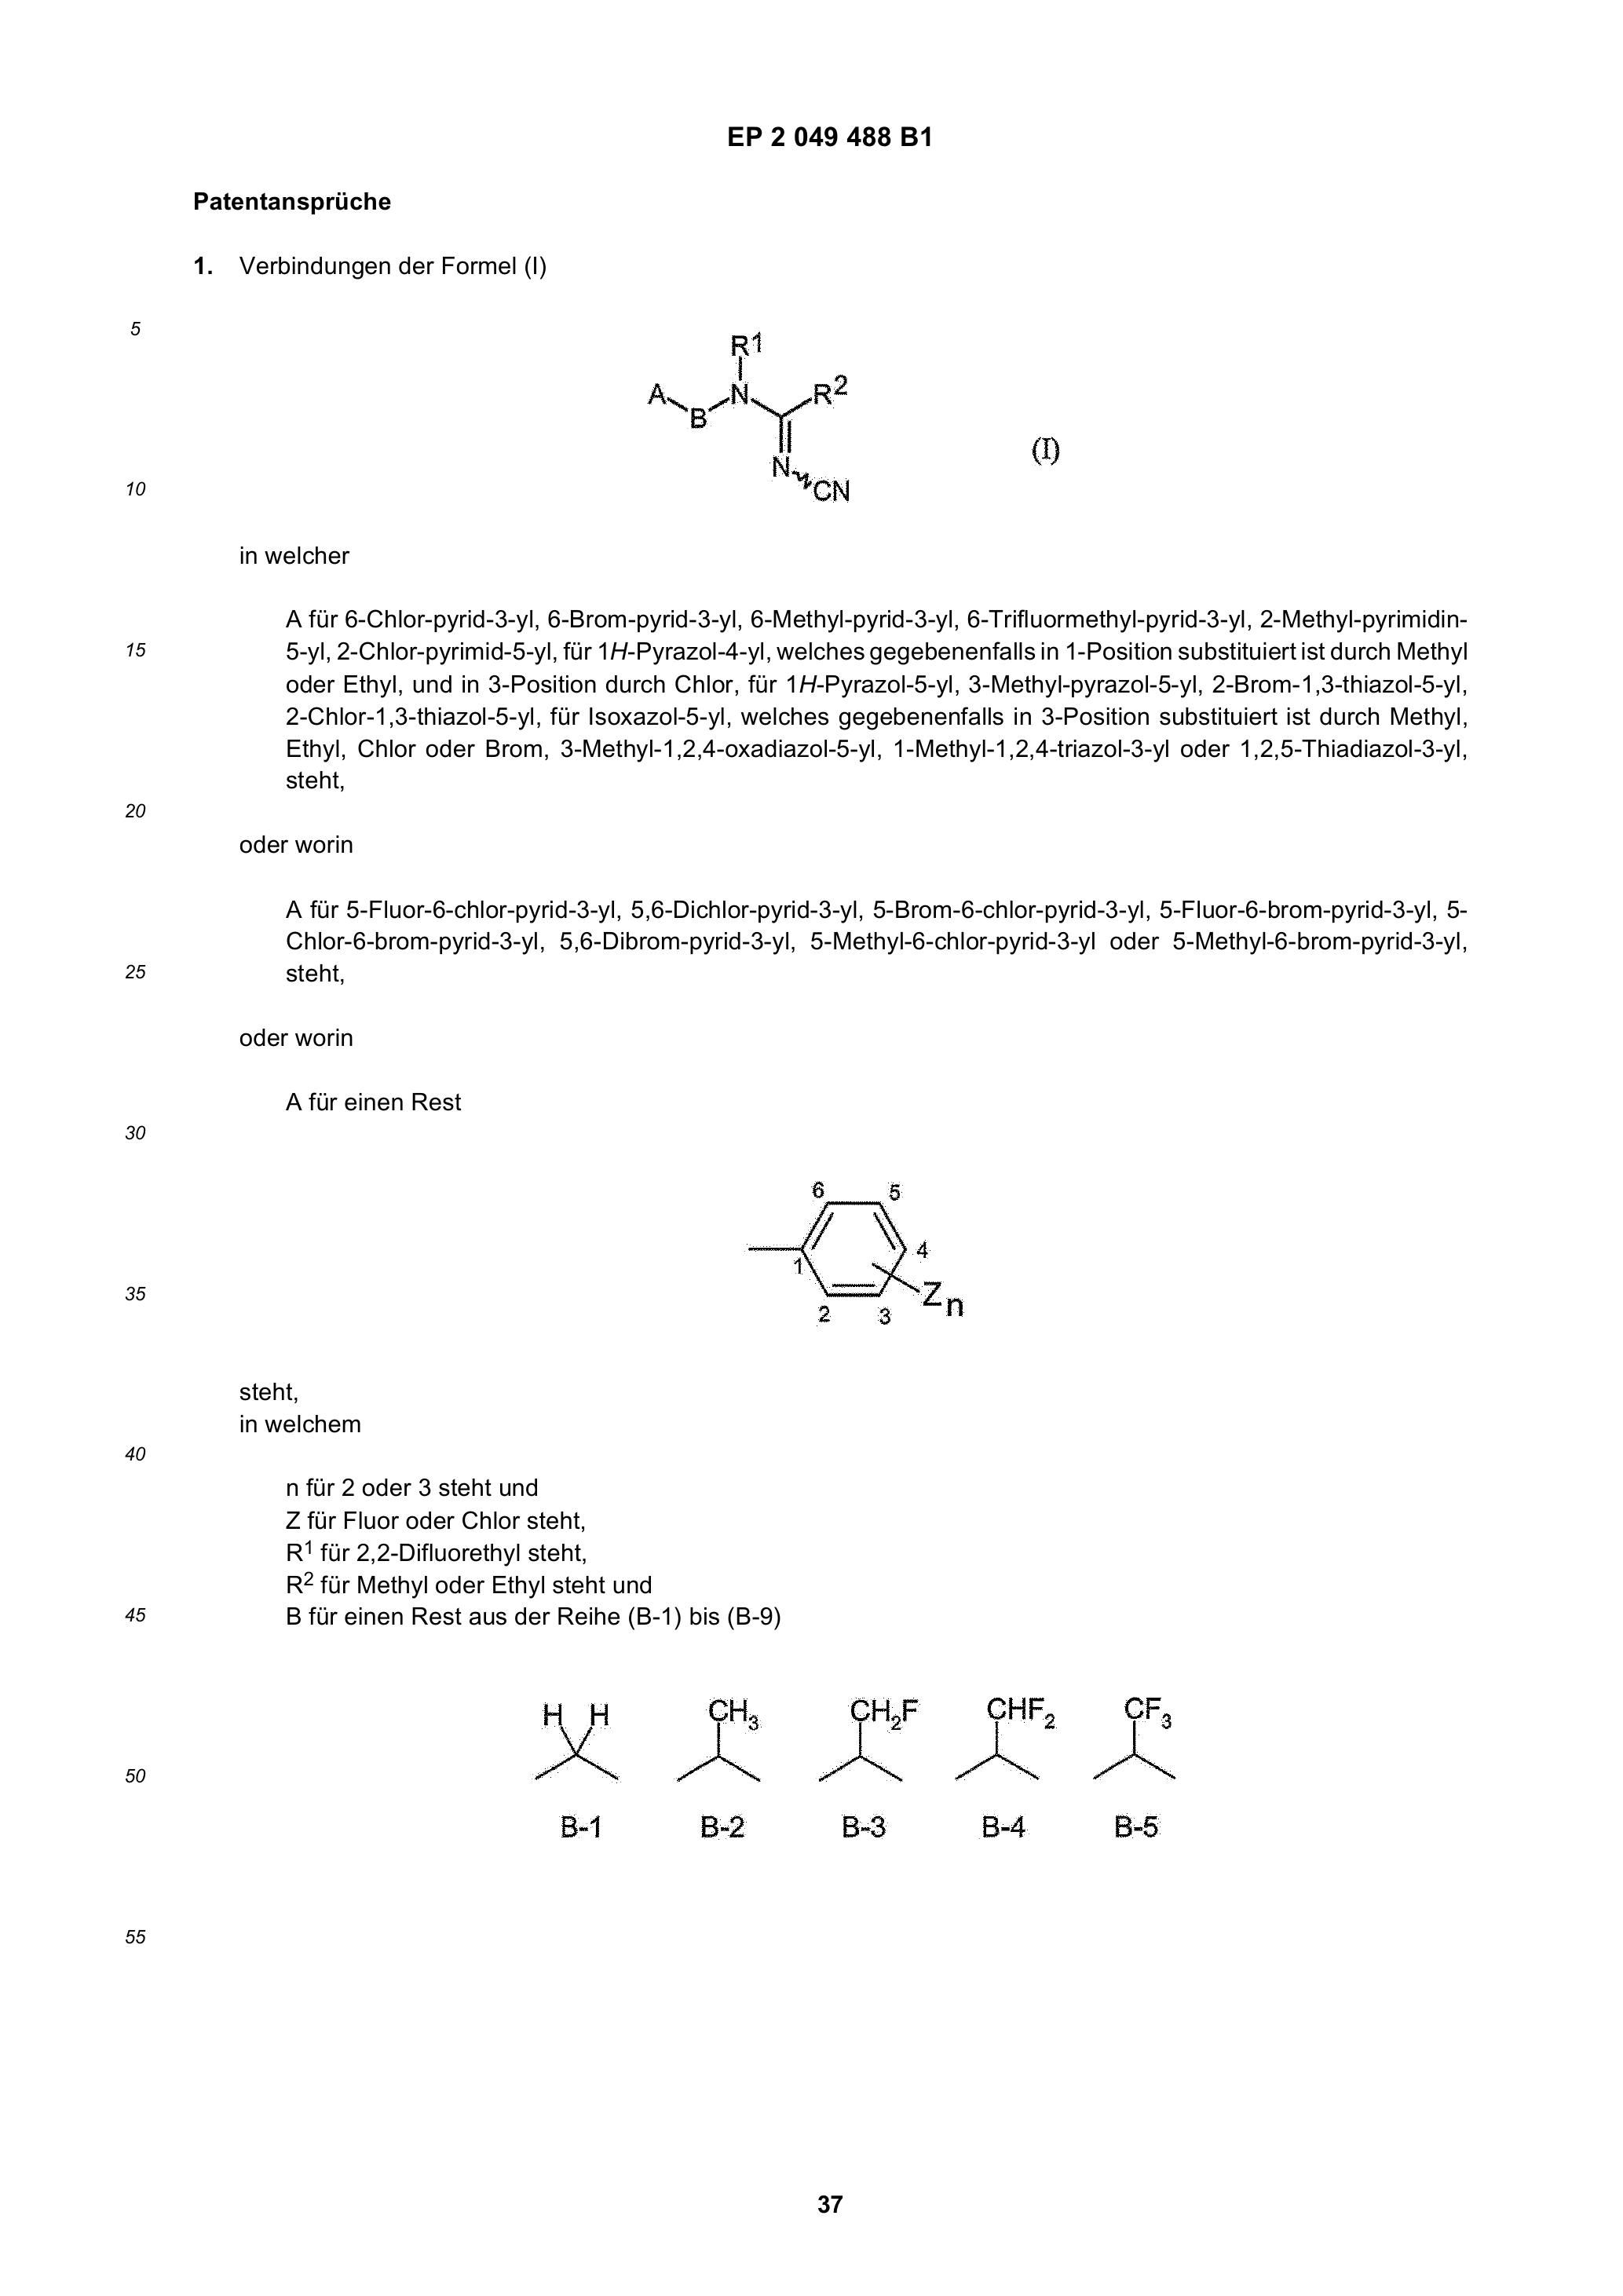 EP 2 049 488 B1
Patentansprüche
1. Verbindungen der Formel (I)
5
R1
A
B
N
R2
N
CN
(I)
10
in welcher
A für 6-Chlor-pyrid-3-yl, 6-Brom-pyrid-3-yl, 6-Methyl-pyrid-3-yl, 6-Trifluormethyl-pyrid-3-yl, 2-Methyl-pyrimidin-
15
5-yl, 2-Chlor-pyrimid-5-yl, für 1H-Pyrazol-4-yl, welches gegebenenfalls in 1-Position substituiert ist durch Methyl
oder Ethyl, und in 3-Position durch Chlor, für 1H-Pyrazol-5-yl, 3-Methyl-pyrazol-5-yl, 2-Brom-1,3-thiazol-5-yl,
2-Chlor-1,3-thiazol-5-yl, für Isoxazol-5-yl, welches gegebenenfalls in 3-Position substituiert ist durch Methyl,
Ethyl, Chlor oder Brom, 3-Methyl-1,2,4-oxadiazol-5-yl, 1-Methyl-1,2,4-triazol-3-yl oder 1,2,5-Thiadiazol-3-yl,
steht,
20
oder worin
A für 5-Fluor-6-chlor-pyrid-3-yl, 5,6-Dichlor-pyrid-3-yl, 5-Brom-6-chlor-pyrid-3-yl, 5-Fluor-6-brom-pyrid-3-yl, 5-
Chlor-6-brom-pyrid-3-yl, 5,6-Dibrom-pyrid-3-yl, 5-Methyl-6-chlor-pyrid-3-yl oder 5-Methyl-6-brom-pyrid-3-yl,
25
steht,
oder worin
A für einen Rest
30
6 5
1 4
Zn
2 3
35
steht,
in welchem
40
n für 2 oder 3 steht und
Z für Fluor oder Chlor steht,
R1 für 2,2-Difluorethyl steht,
R2 für Methyl oder Ethyl steht und
45
B für einen Rest aus der Reihe (B-1) bis (B-9)
H H CH3 CH2F CHF2 CF3
50
B-1 B-2 B-3 B-4 B-5
55
37